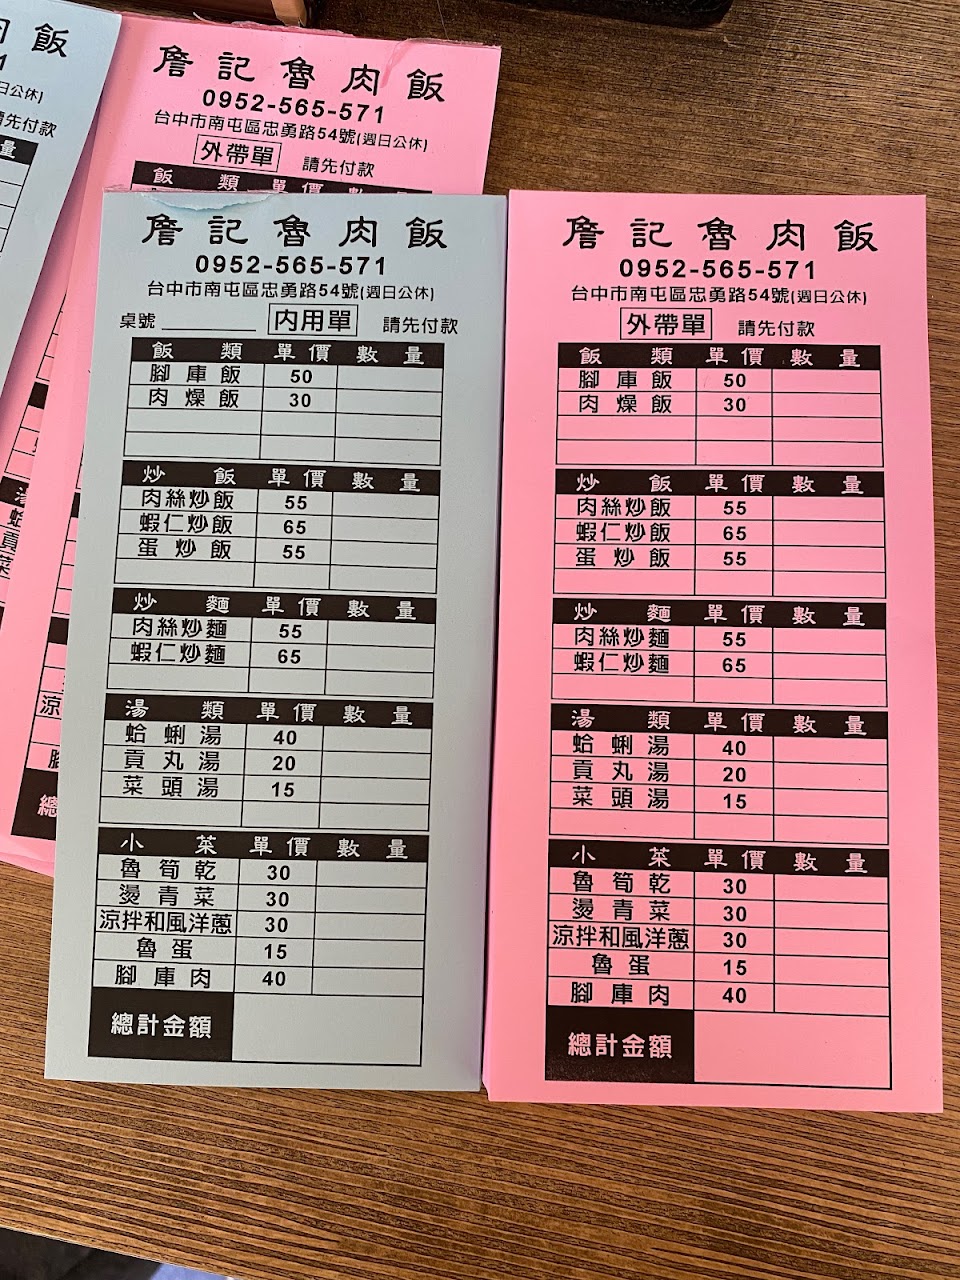 肉飯
詹記魯肉飯
0952-565-571
台中市南屯區忠勇路54號(週日公休)
外帶單 請先付款
飯類 單價 數量
詹記魯肉飯
0952-565-571
台中市南屯區忠勇路54號(週日公休)
桌號 內用單 請先付款
飯類 單價 數量
腳庫飯 50
肉燥飯 30
炒飯 單價 數量
肉絲炒飯 55
蝦仁炒飯 65
蛋炒飯 55
炒麵 單價 數量
肉絲炒麵 55
蝦仁炒麵 65
湯類 單價 數量
蛤蜊湯 40
貢丸湯 20
菜頭湯 15
小菜 單價 數量
魯筍乾 30
燙青菜 30
涼拌和風洋蔥 30
魯蛋 15
腳庫肉 40
總計金額
詹記魯肉飯
0952-565-571
台中市南屯區忠勇路54號(週日公休)
外帶單 請先付款
飯類 單價 數量
腳庫飯 50
肉燥飯 30
炒飯 單價 數量
肉絲炒飯 55
蝦仁炒飯 65
蛋炒飯 55
炒麵 單價 數量
肉絲炒麵 55
蝦仁炒麵 65
湯類 單價 數量
蛤蜊湯 40
貢丸湯 20
菜頭湯 15
小菜 單價 數量
魯筍乾 30
燙青菜 30
涼拌和風洋蔥 30
魯蛋 15
腳庫肉 40
總計金額